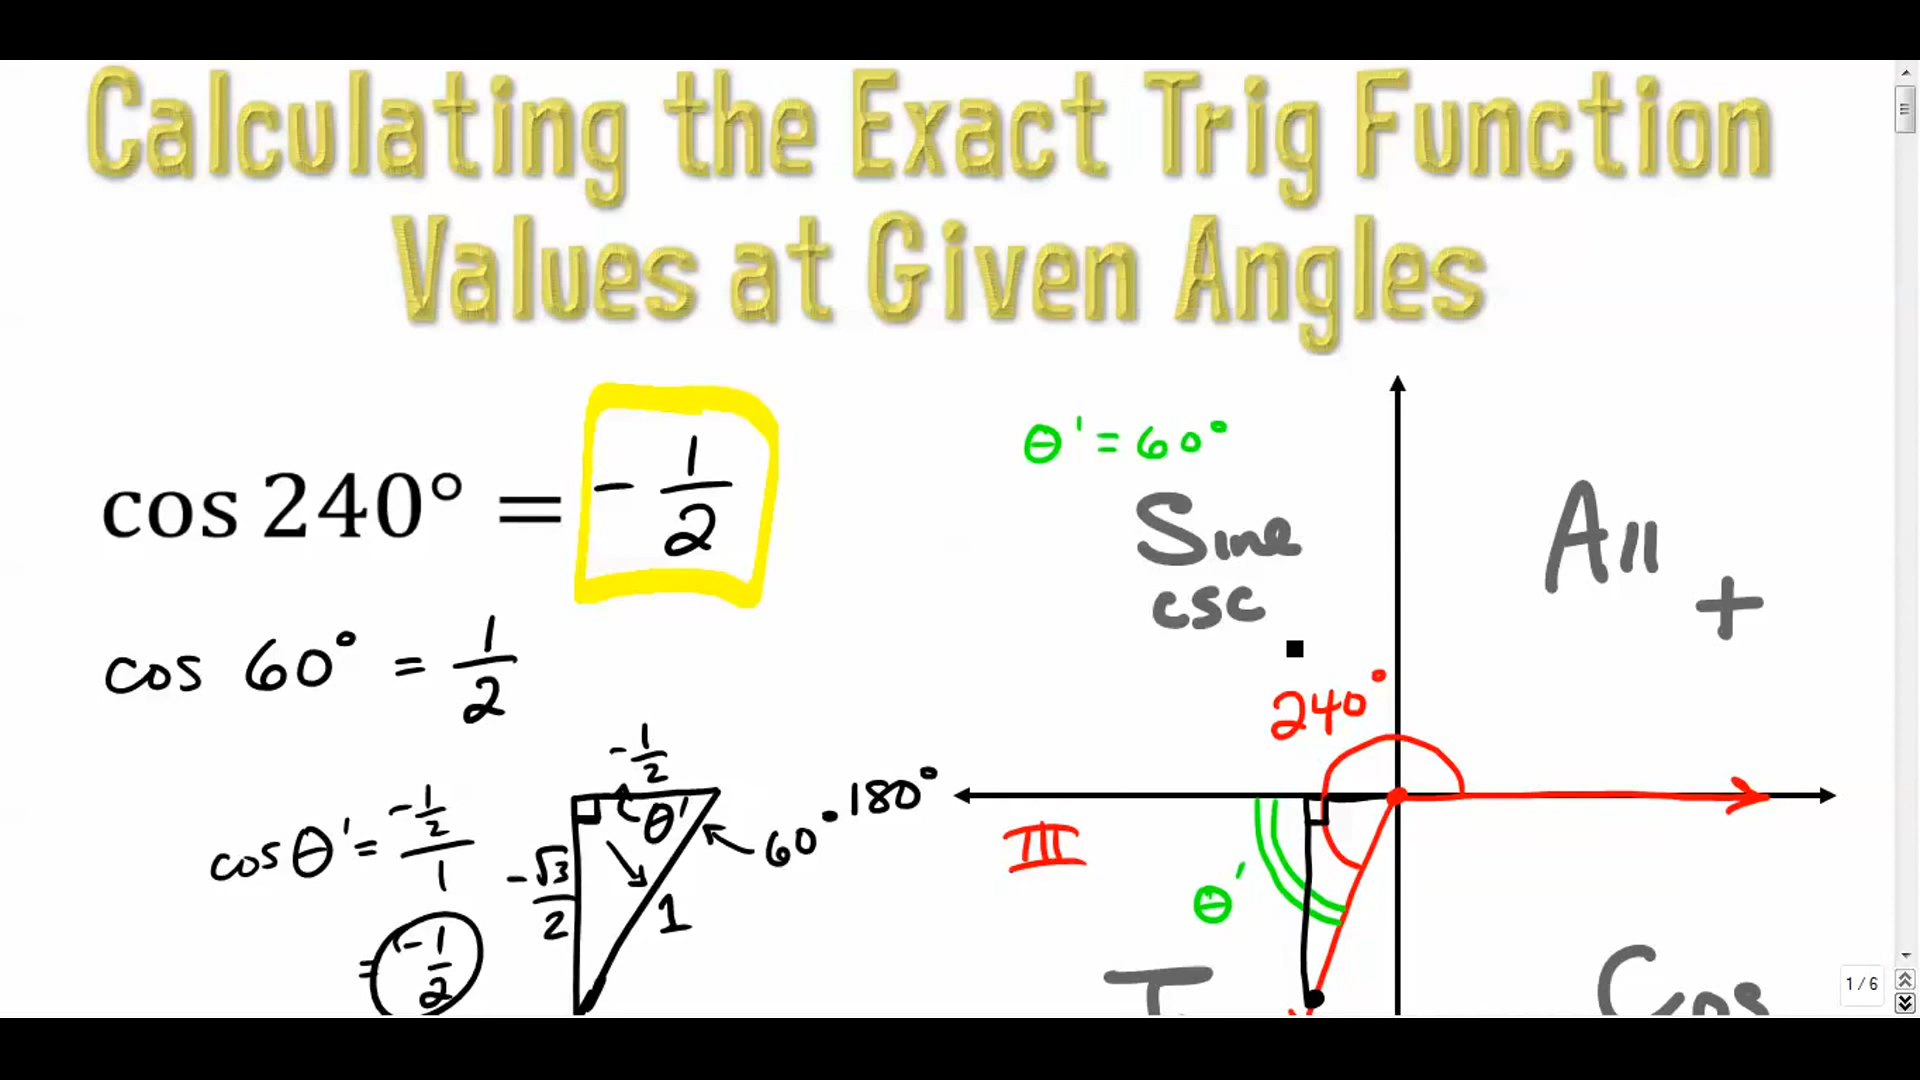 Calculating the Exact Trig Function
Values at Given Angles
cos 240° = -1/2
cos 60° = 1/2
cosθ' = (-1/2)/1
= -1/2
-1/2
θ'
-√3/2
1
60°
180°
θ' = 60°
Sine
csc
All
+
240°
III
θ'
T
Cos
1/6